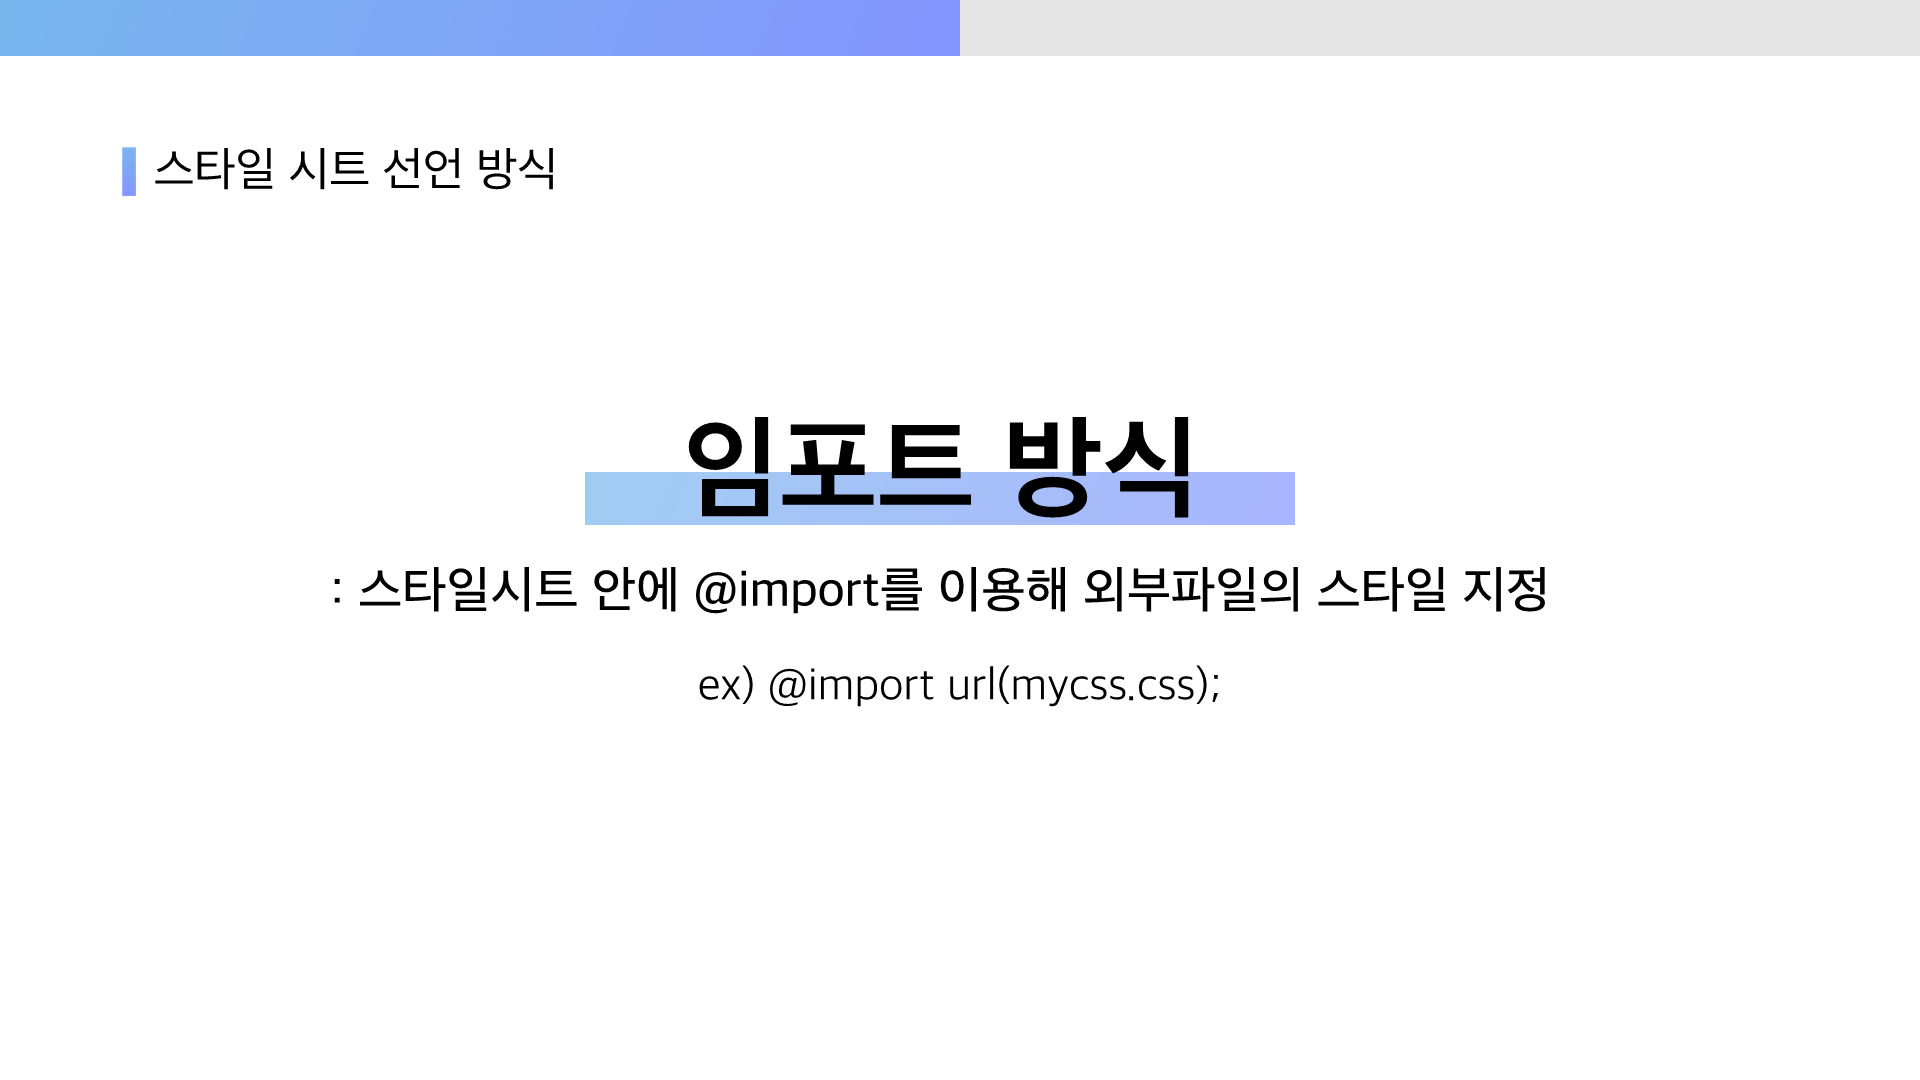 스타일 시트 선언 방식
임포트 방식
: 스타일시트 안에 @import를 이용해 외부파일의 스타일 지정
ex) @import url(mycss.css);